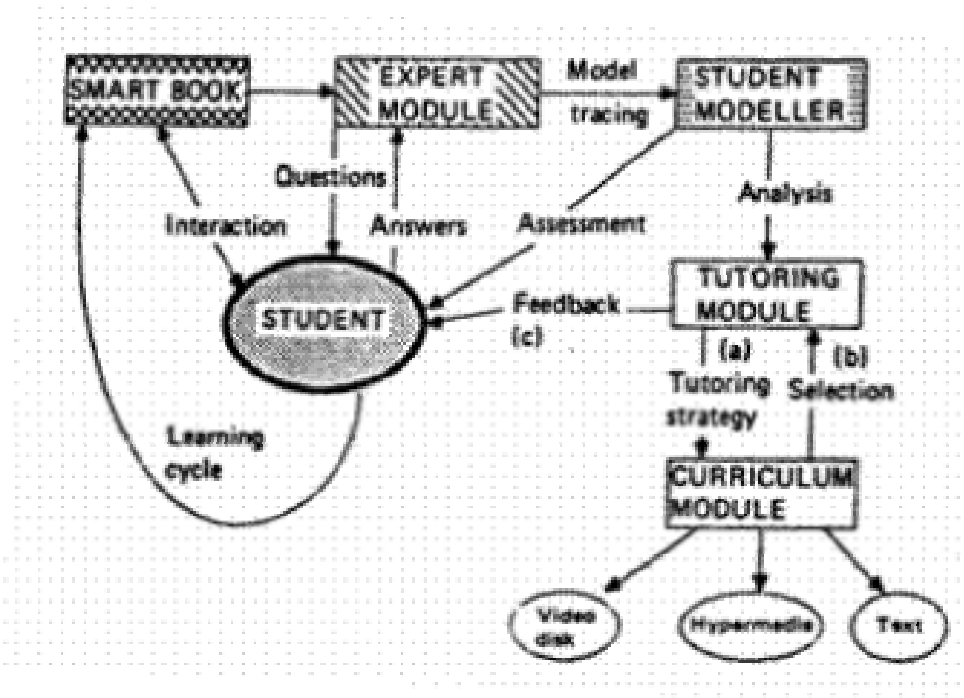 SMART BOOK
EXPERT
MODULE
Model
tracing
STUDENT
MODELLER
Questions
Analysis
Interaction
Answers
Assessment
STUDENT
Feedback
(c)
TUTORING
MODULE
(a)
Tutoring
strategy
(b)
Selection
Learning
cycle
CURRICULUM
MODULE
Video
disk
Hypermedia
Text